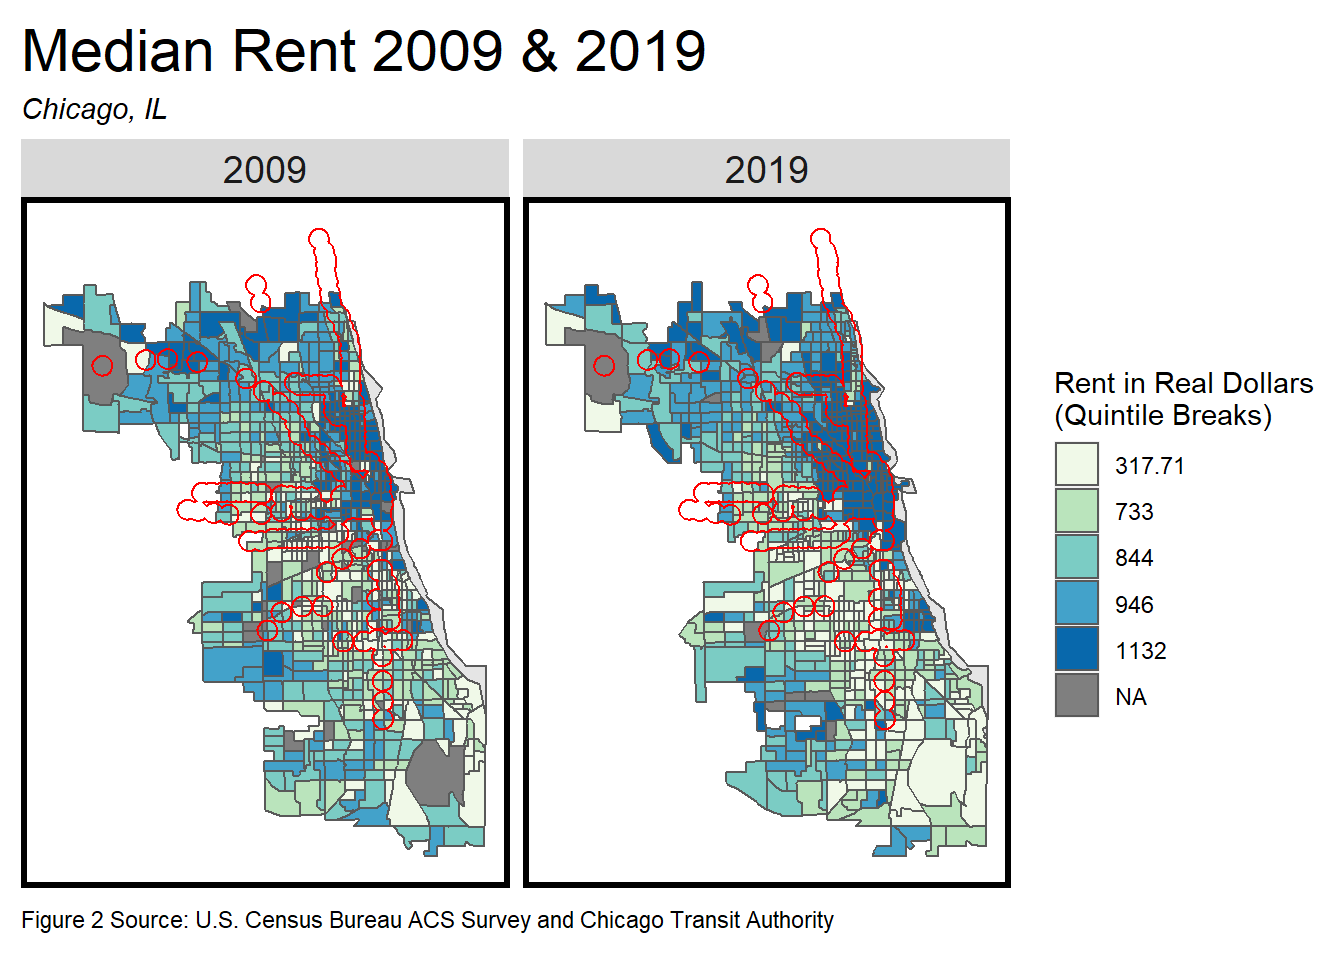 Median Rent 2009 & 2019
Chicago, IL
2009
2019
Rent in Real Dollars
(Quintile Breaks)
317.71
733
844
946
1132
NA
Figure 2 Source: U.S. Census Bureau ACS Survey and Chicago Transit Authority